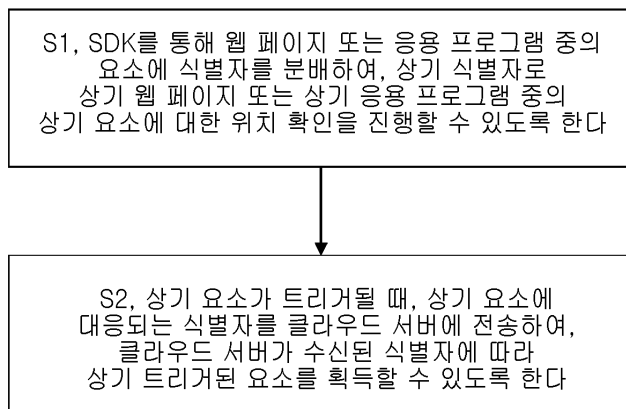 S1, SDK를 통해 웹 페이지 또는 응용 프로그램 중의
요소에 식별자를 분배하여, 상기 식별자로
상기 웹 페이지 또는 상기 응용 프로그램 중의
상기 요소에 대한 위치 확인을 진행할 수 있도록 한다
S2, 상기 요소가 트리거될 때, 상기 요소에
대응되는 식별자를 클라우드 서버에 전송하여,
클라우드 서버가 수신된 식별자에 따라
상기 트리거된 요소를 획득할 수 있도록 한다